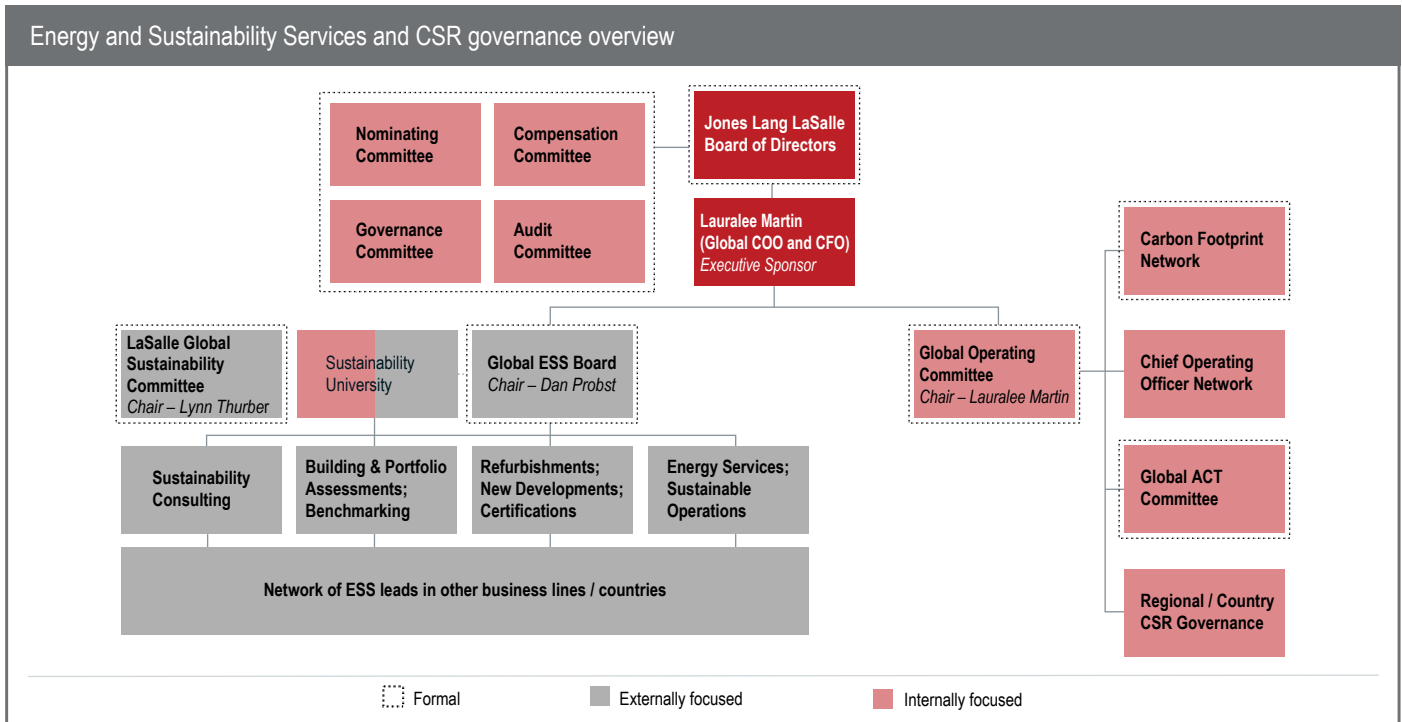 Energy and Sustainability Services and CSR governance overview
Nominating
Committee
Compensation
Committee
Governance
Committee
Audit
Committee
Jones Lang LaSalle
Board of Directors
Lauralee Martin
(Global COO and CFO)
Executive Sponsor
LaSalle Global
Sustainability
Committee
Chair – Lynn Thurber
Sustainability
University
Global ESS Board
Chair – Dan Probst
Global Operating
Committee
Chair – Lauralee Martin
Carbon Footprint
Network
Chief Operating
Officer Network
Global ACT
Committee
Regional / Country
CSR Governance
Sustainability
Consulting
Building & Portfolio
Assessments;
Benchmarking
Refurbishments;
New Developments;
Certifications
Energy Services;
Sustainable
Operations
Network of ESS leads in other business lines / countries
Formal
Externally focused
Internally focused